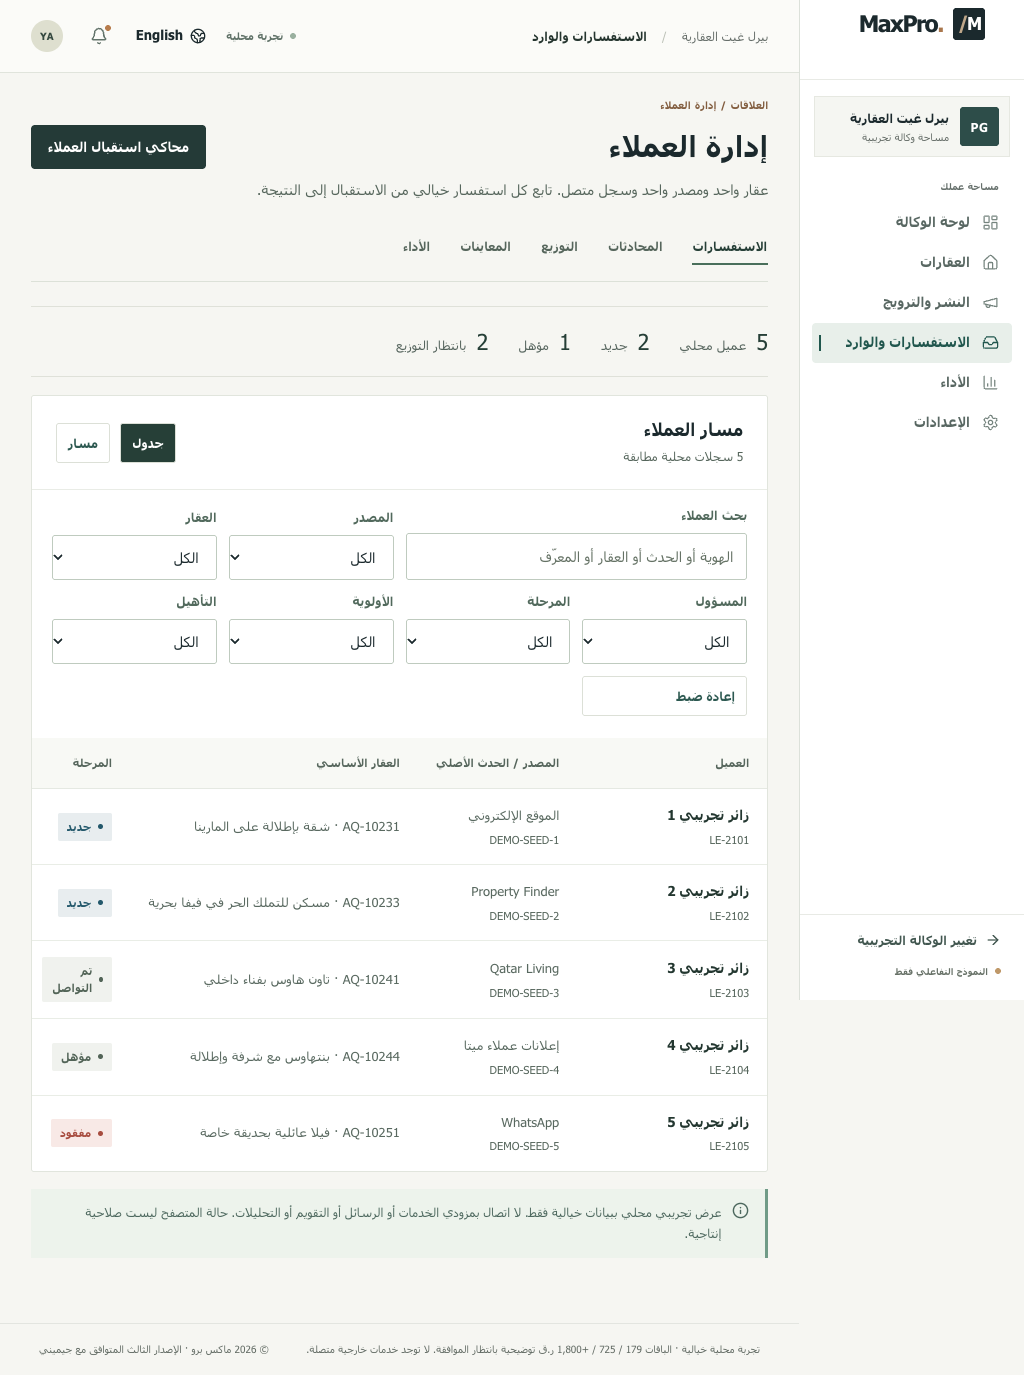 MaxPro.
/M
PG
بيرل غيت العقارية
مساحة وكالة تجريبية
مساحة عملك
لوحة الوكالة
العقارات
النشر والترويج
الاستفسارات والوارد
الأداء
الإعدادات
تغيير الوكالة التجريبية
النموذج التفاعلي فقط
بيرل غيت العقارية / الاستفسارات والوارد
تجربة محلية
English
YA
العلاقات / إدارة العملاء
إدارة العملاء
محاكي استقبال العملاء
عقار واحد ومصدر واحد وسجل متصل. تابع كل استفسار خيالي من الاستقبال إلى النتيجة.
الاستفسارات المحادثات التوزيع المعاينات الأداء
5 عميل محلي 2 جديد 1 مؤهل 2 بانتظار التوزيع
مسار العملاء
5 سجلات محلية مطابقة
جدول مسار
بحث العملاء المصدر العقار
الهوية أو الحدث أو العقار أو المعرّف الكل الكل
المسؤول المرحلة الأولوية التأهيل
الكل الكل الكل الكل
إعادة ضبط
العميل المصدر / الحدث الأصلي العقار الأساسي المرحلة
زائر تجريبي 1
LE-2101
الموقع الإلكتروني
DEMO-SEED-1
AQ-10231 · شقة بإطلالة على المارينا
جديد
زائر تجريبي 2
LE-2102
Property Finder
DEMO-SEED-2
AQ-10233 · مسكن للتملك الحر في فيفا بحرية
جديد
زائر تجريبي 3
LE-2103
Qatar Living
DEMO-SEED-3
AQ-10241 · تاون هاوس بفناء داخلي
تم
التواصل
زائر تجريبي 4
LE-2104
إعلانات عملاء ميتا
DEMO-SEED-4
AQ-10244 · بنتهاوس مع شرفة وإطلالة
مؤهل
زائر تجريبي 5
LE-2105
WhatsApp
DEMO-SEED-5
AQ-10251 · فيلا عائلية بحديقة خاصة
مفقود
عرض تجريبي محلي ببيانات خيالية فقط. لا اتصال بمزودي الخدمات أو الرسائل أو التقويم أو التحليلات. حالة المتصفح ليست صلاحية
إنتاجية.
تجربة محلية خيالية · الباقات 179 / 725 / +1,800 ر.ق توضيحية بانتظار الموافقة. لا توجد خدمات خارجية متصلة.
© 2026 ماكس برو · الإصدار الثالث المتوافق مع جيميني